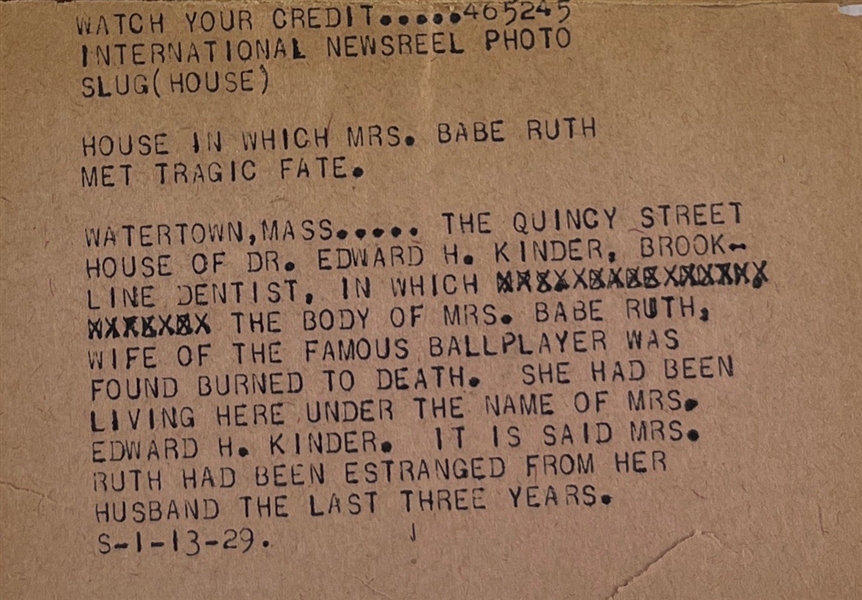 WATCH YOUR CREDIT.....465245
INTERNATIONAL NEWSREEL PHOTO
SLUG(HOUSE)
HOUSE IN WHICH MRS. BABE RUTH
MET TRAGIC FATE.
WATERTOWN,MASS..... THE QUINCY STREET
HOUSE OF DR. EDWARD H. KINDER, BROOK-
LINE DENTIST, IN WHICH
THE BODY OF MRS. BABE RUTH,
WIFE OF THE FAMOUS BALLPLAYER WAS
FOUND BURNED TO DEATH. SHE HAD BEEN
LIVING HERE UNDER THE NAME OF MRS.
EDWARD H. KINDER. IT IS SAID MRS.
RUTH HAD BEEN ESTRANGED FROM HER
HUSBAND THE LAST THREE YEARS.
S-1-13-29.